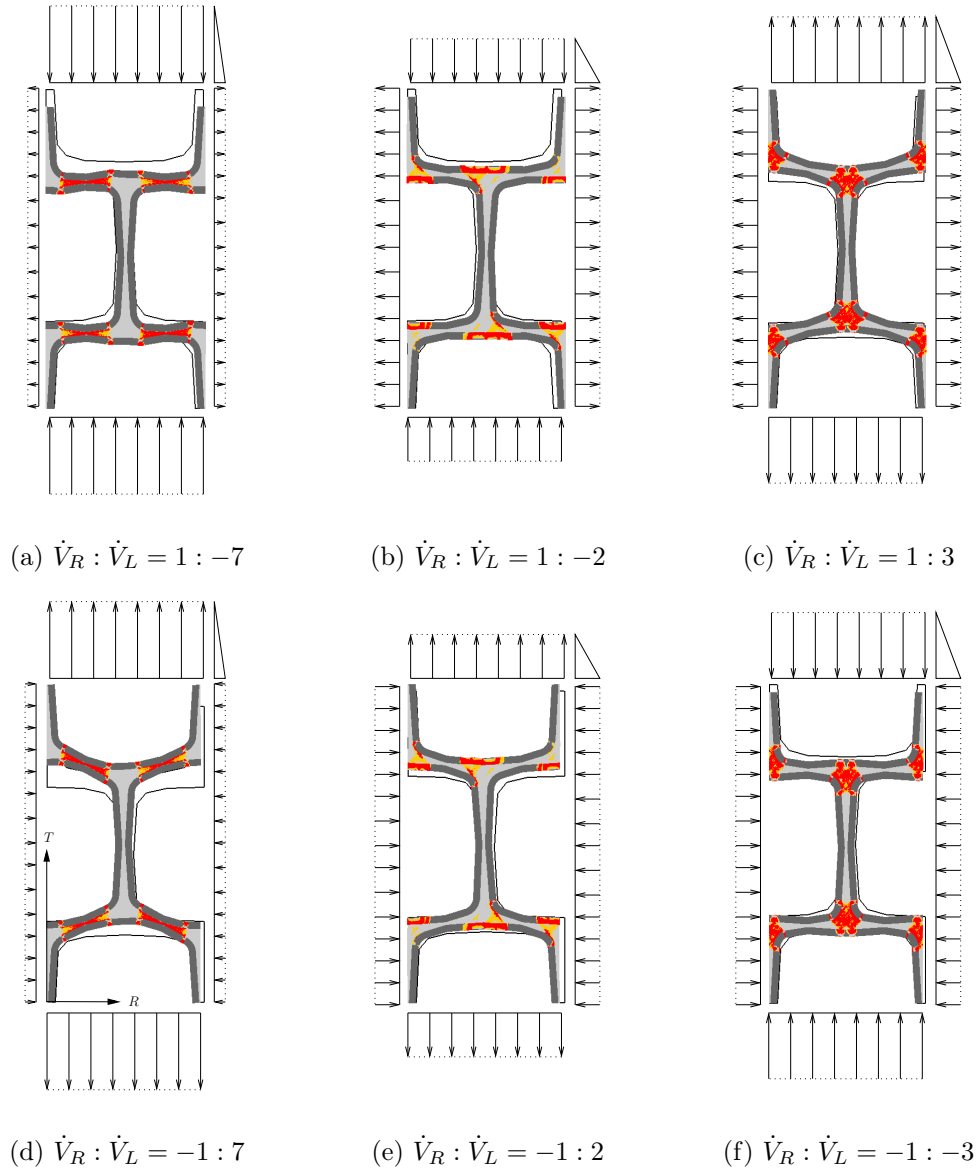 (a) V̇_R : V̇_L = 1 : −7
(b) V̇_R : V̇_L = 1 : −2
(c) V̇_R : V̇_L = 1 : 3
T
R
(d) V̇_R : V̇_L = −1 : 7
(e) V̇_R : V̇_L = −1 : 2
(f) V̇_R : V̇_L = −1 : −3